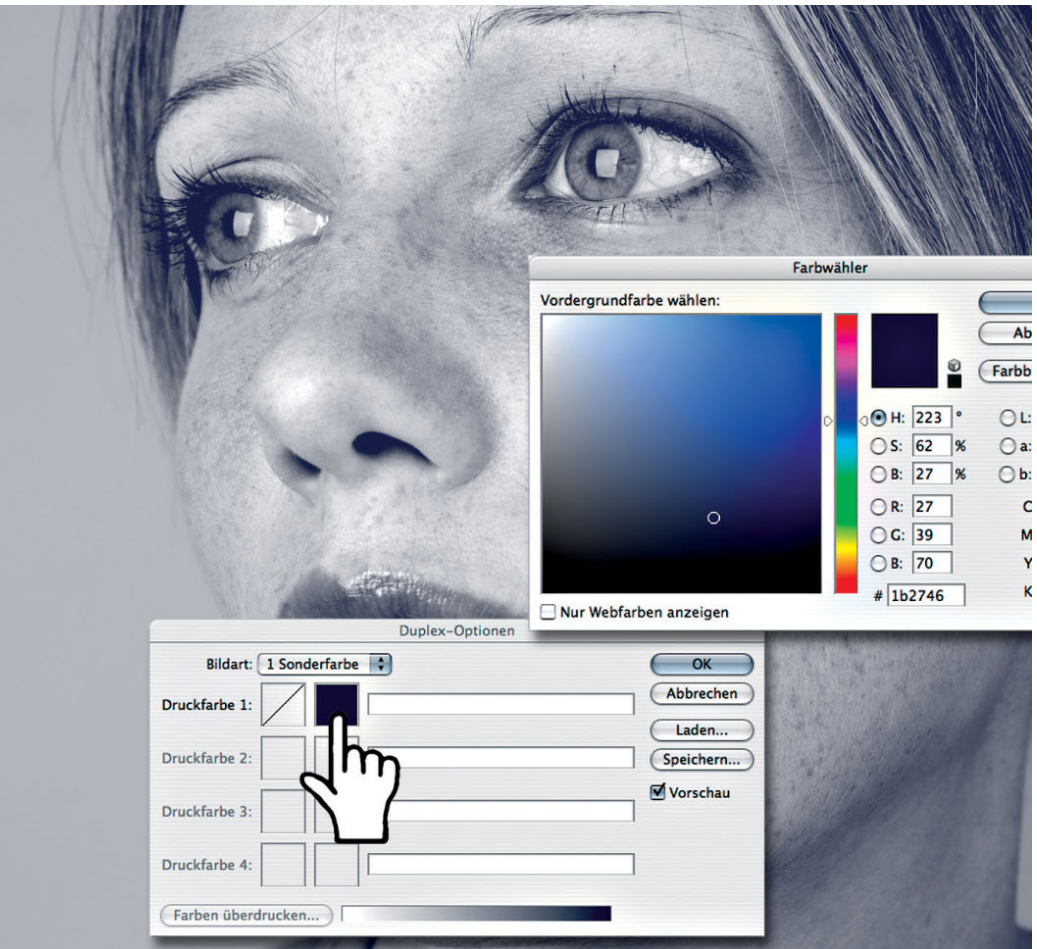 Farbwähler
Vordergrundfarbe wählen:
Ab
Farbb
H: 223 °
L:
S: 62 %
a:
B: 27 %
b:
R: 27
C
G: 39
M
B: 70
Y
# 1b2746
K
Nur Webfarben anzeigen
Duplex-Optionen
Bildart: 1 Sonderfarbe
OK
Druckfarbe 1:
Abbrechen
Laden...
Druckfarbe 2:
Speichern...
Vorschau
Druckfarbe 3:
Druckfarbe 4:
Farben überdrucken...